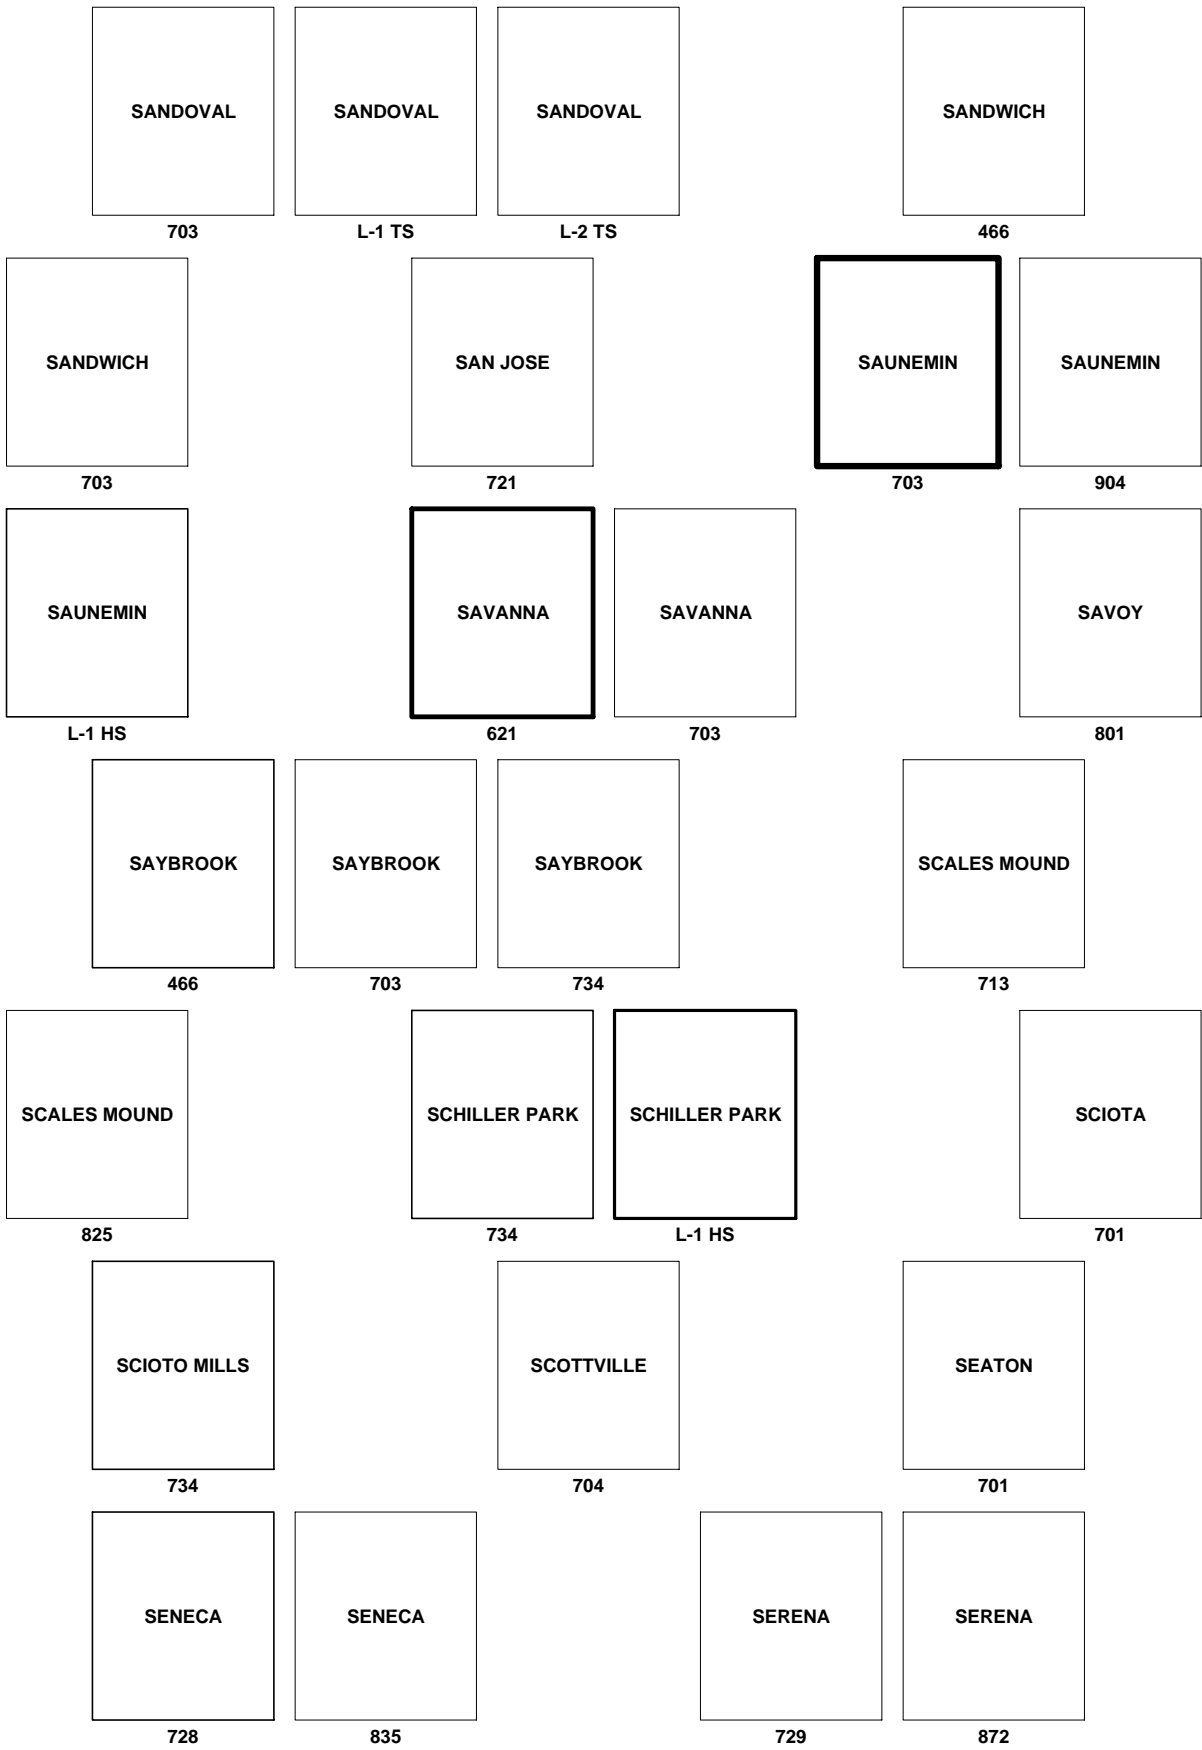 SANDOVAL SANDOVAL SANDOVAL SANDWICH
703 L-1 TS L-2 TS 466
SANDWICH SAN JOSE SAUNEMIN SAUNEMIN
703 721 703 904
SAUNEMIN SAVANNA SAVANNA SAVOY
L-1 HS 621 703 801
SAYBROOK SAYBROOK SAYBROOK SCALES MOUND
466 703 734 713
SCALES MOUND SCHILLER PARK SCHILLER PARK SCIOTA
825 734 L-1 HS 701
SCIOTO MILLS SCOTTVILLE SEATON
734 704 701
SENECA SENECA SERENA SERENA
728 835 729 872